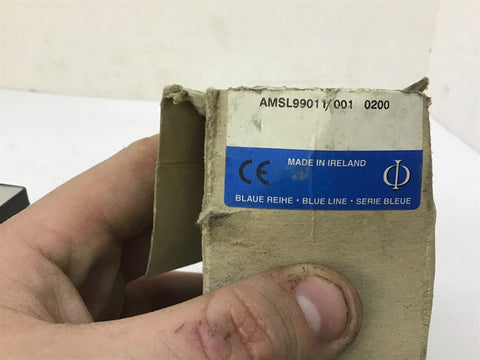 AMSL99011/001 0200
CE MADE IN IRELAND
BLAUE REIHE · BLUE LINE · SERIE BLEUE